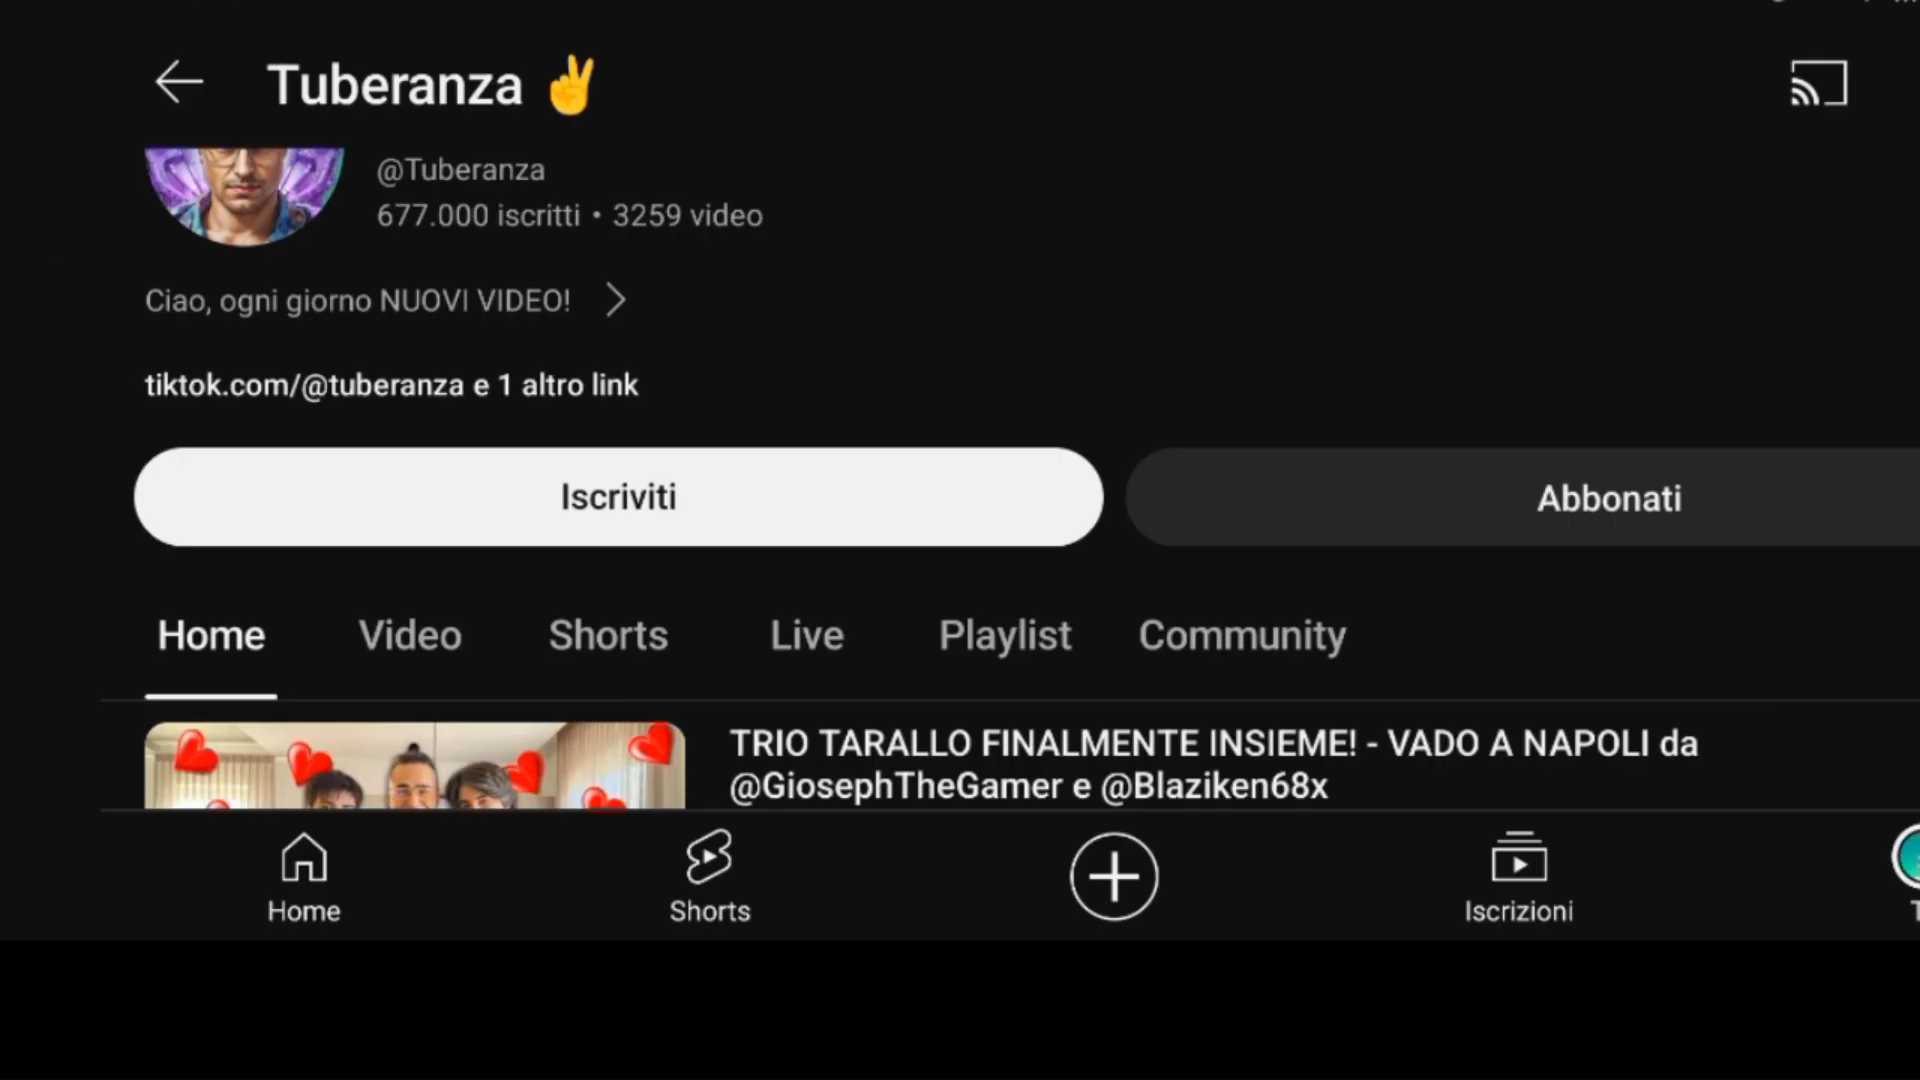 Tuberanza ✌
@Tuberanza
677.000 iscritti • 3259 video
Ciao, ogni giorno NUOVI VIDEO!
tiktok.com/@tuberanza e 1 altro link
Iscriviti
Abbonati
Home
Video
Shorts
Live
Playlist
Community
TRIO TARALLO FINALMENTE INSIEME! - VADO A NAPOLI da
@GiosephTheGamer e @Blaziken68x
Home
Shorts
Iscrizioni